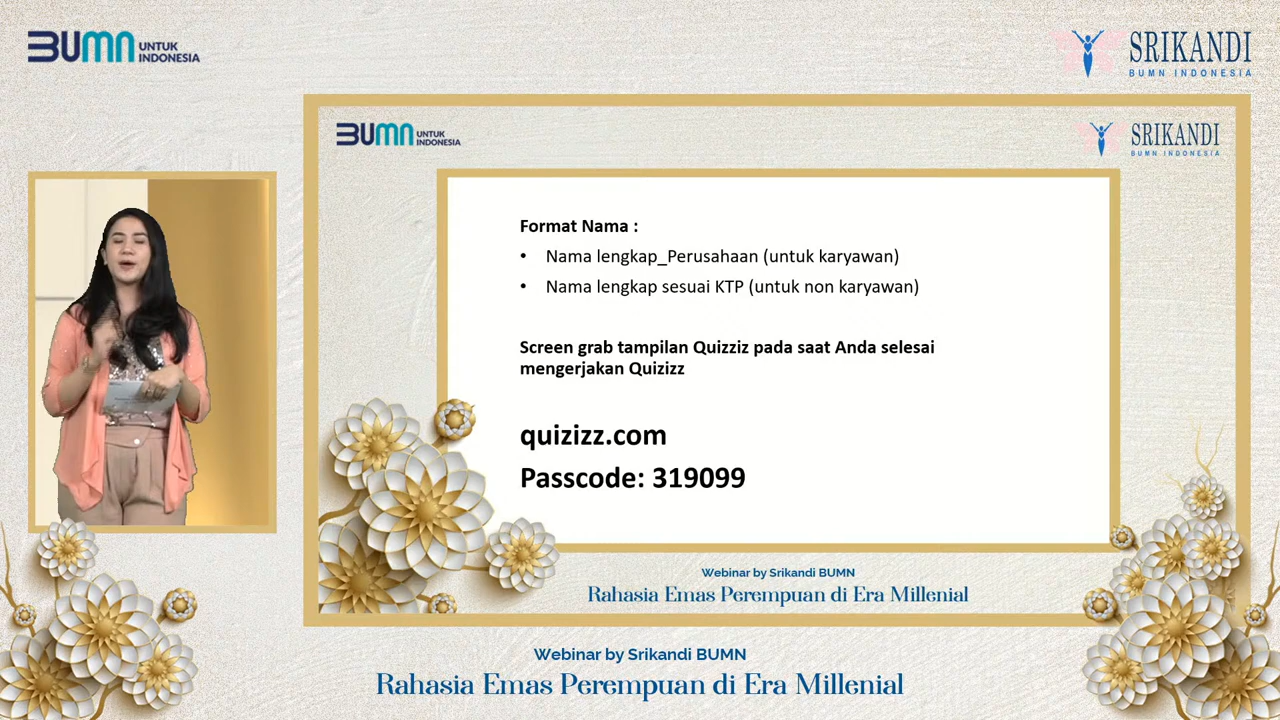 BUMN UNTUK INDONESIA
SRIKANDI
BUMN INDONESIA
BUMN UNTUK INDONESIA
SRIKANDI
BUMN INDONESIA
Format Nama :
• Nama lengkap_Perusahaan (untuk karyawan)
• Nama lengkap sesuai KTP (untuk non karyawan)
Screen grab tampilan Quizziz pada saat Anda selesai
mengerjakan Quizizz
quizizz.com
Passcode: 319099
Webinar by Srikandi BUMN
Rahasia Emas Perempuan di Era Millenial
Webinar by Srikandi BUMN
Rahasia Emas Perempuan di Era Millenial